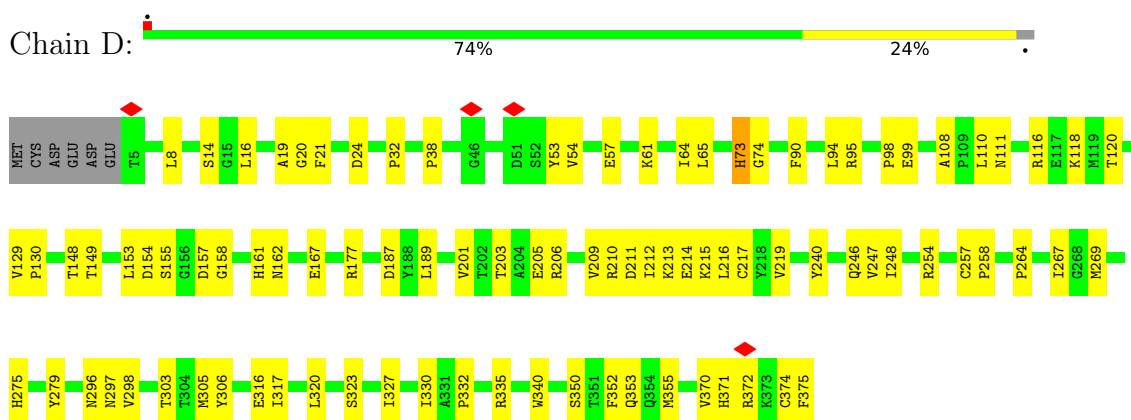 Chain D:
74% 24%
MET CYS ASP GLU ASP GLU T5 L8 S14 G15 L16 A19 G20 F21 D24 P32 P38 G46 D51 S52 Y53 V54 E57 K61 I64 L65 H73 G74 F90 L94 R95 P98 E99 A108 P109 L110 N111 R116 E117 K118 M119 T120
V129 P130 T148 T149 L153 D154 S155 G156 D157 G158 H161 N162 E167 R177 D187 Y188 L189 V201 T202 T203 A204 E205 R206 V209 R210 D211 I212 K213 E214 K215 L216 C217 Y218 V219 Y240 Q246 V247 I248 R254 C257 P258 P264 I267 G268 M269
H275 Y279 N296 N297 V298 T303 T304 M305 Y306 E316 I317 L320 S323 I327 I330 A331 P332 R335 W340 S350 T351 F352 Q353 Q354 M355 V370 H371 R372 K373 C374 F375